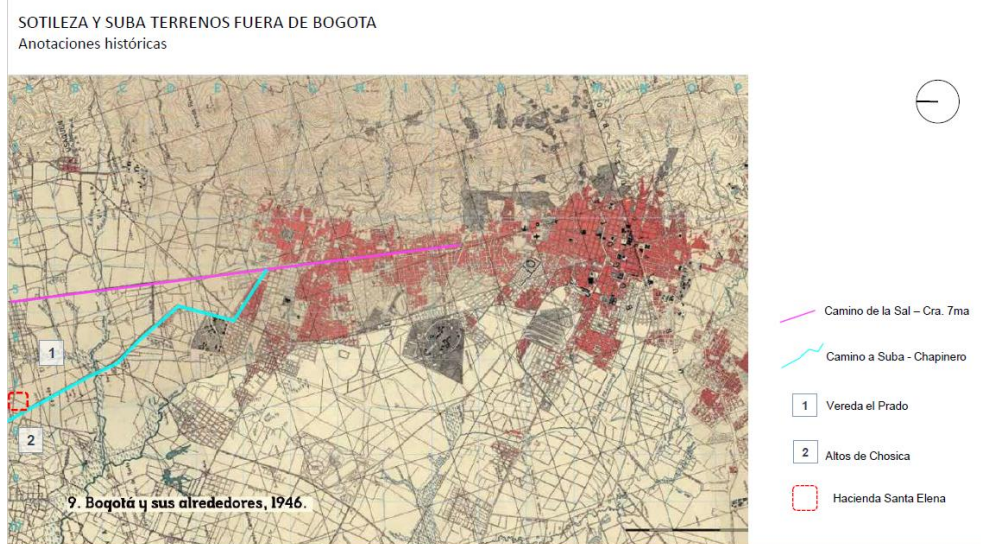 SOTILEZA Y SUBA TERRENOS FUERA DE BOGOTA
Anotaciones históricas
A B C D E F G H I J K L M N O P
USAQUEN
1
2
9. Bogotá y sus alrededores, 1946.
Camino de la Sal – Cra. 7ma
Camino a Suba - Chapinero
1 Vereda el Prado
2 Altos de Chosica
Hacienda Santa Elena